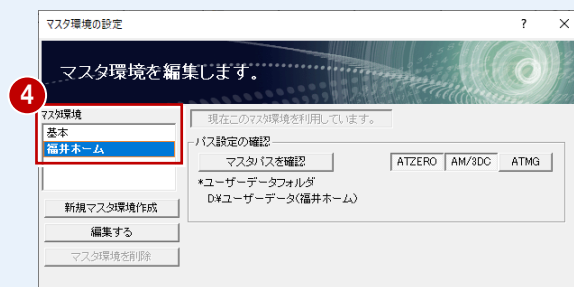 マスタ環境の設定
? ×
マスタ環境を編集します。
4
マスタ環境
基本
福井ホーム
現在このマスタ環境を利用しています。
パス設定の確認
マスタパスを確認
ATZERO AM/3DC ATMG
*ユーザーデータフォルダ
D:¥ユーザーデータ(福井ホーム)
新規マスタ環境作成
編集する
マスタ環境を削除